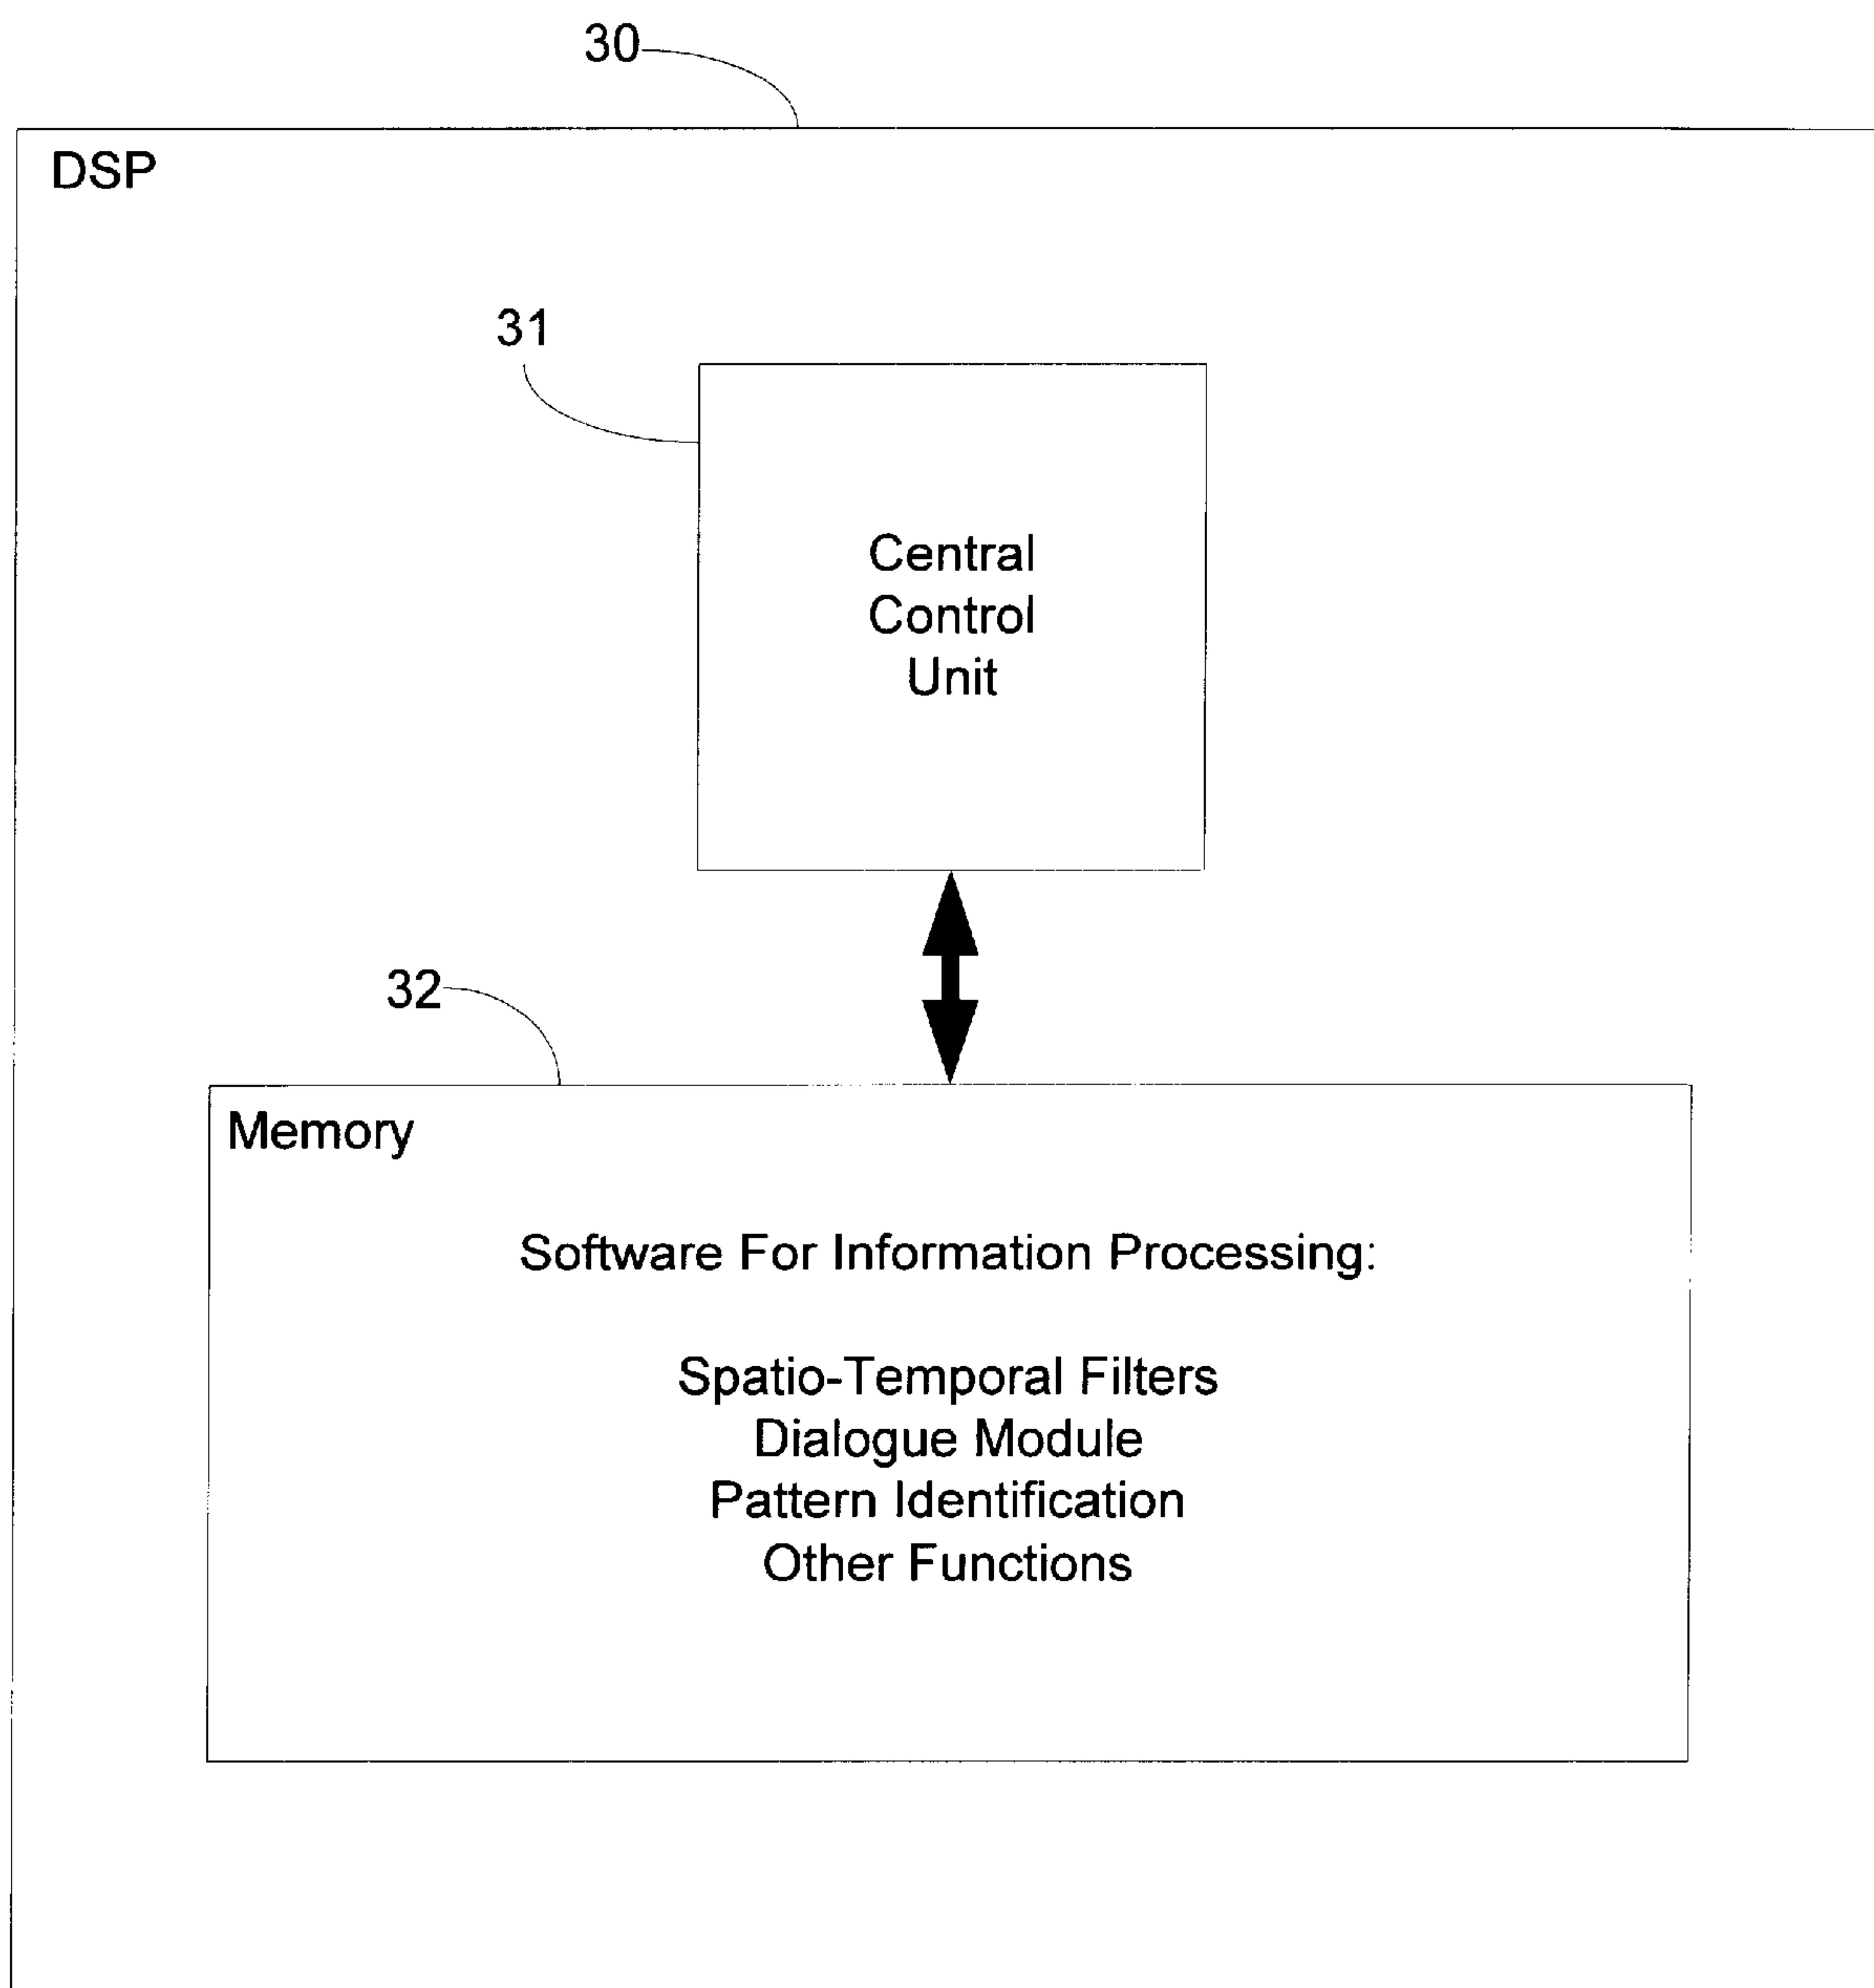 30
DSP
31
Central
Control
Unit
32
Memory
Software For Information Processing:
Spatio-Temporal Filters
Dialogue Module
Pattern Identification
Other Functions